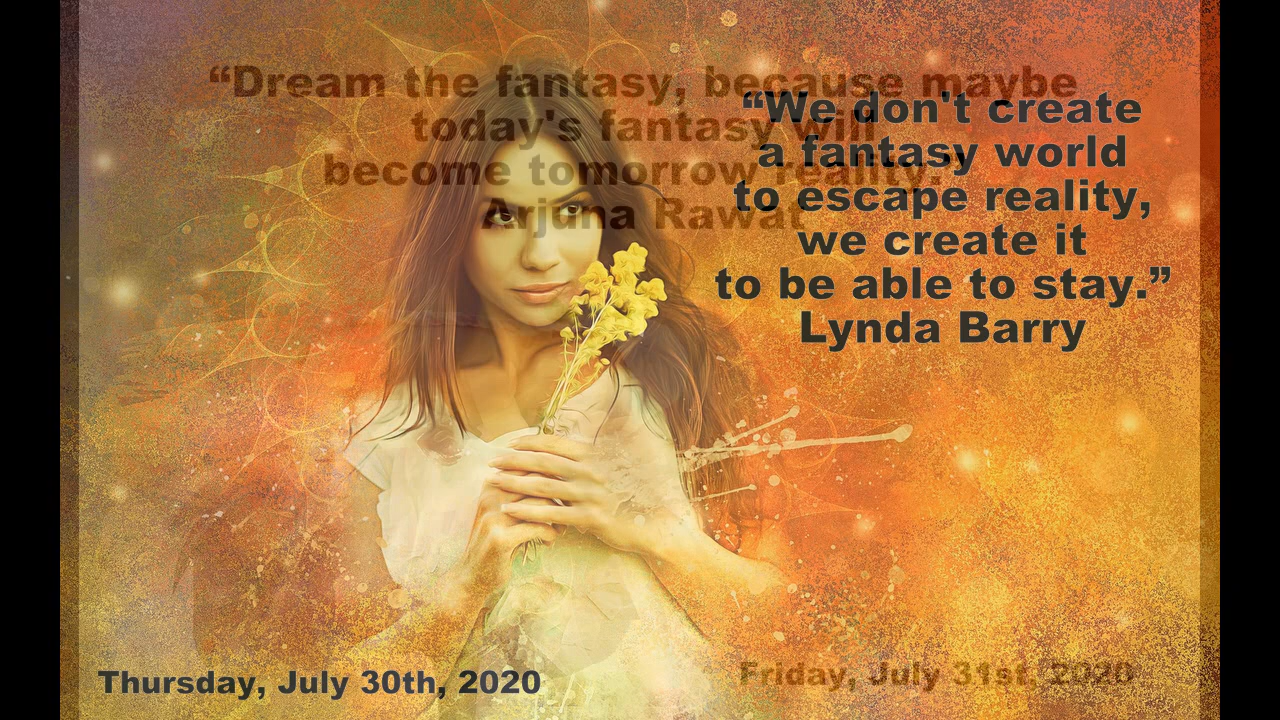 “Dream the fantasy, because maybe
today's fantasy will
become tomorrow reality.”
Arjuna Rawat
“We don't create
a fantasy world
to escape reality,
we create it
to be able to stay.”
Lynda Barry
Thursday, July 30th, 2020
Friday, July 31st, 2020